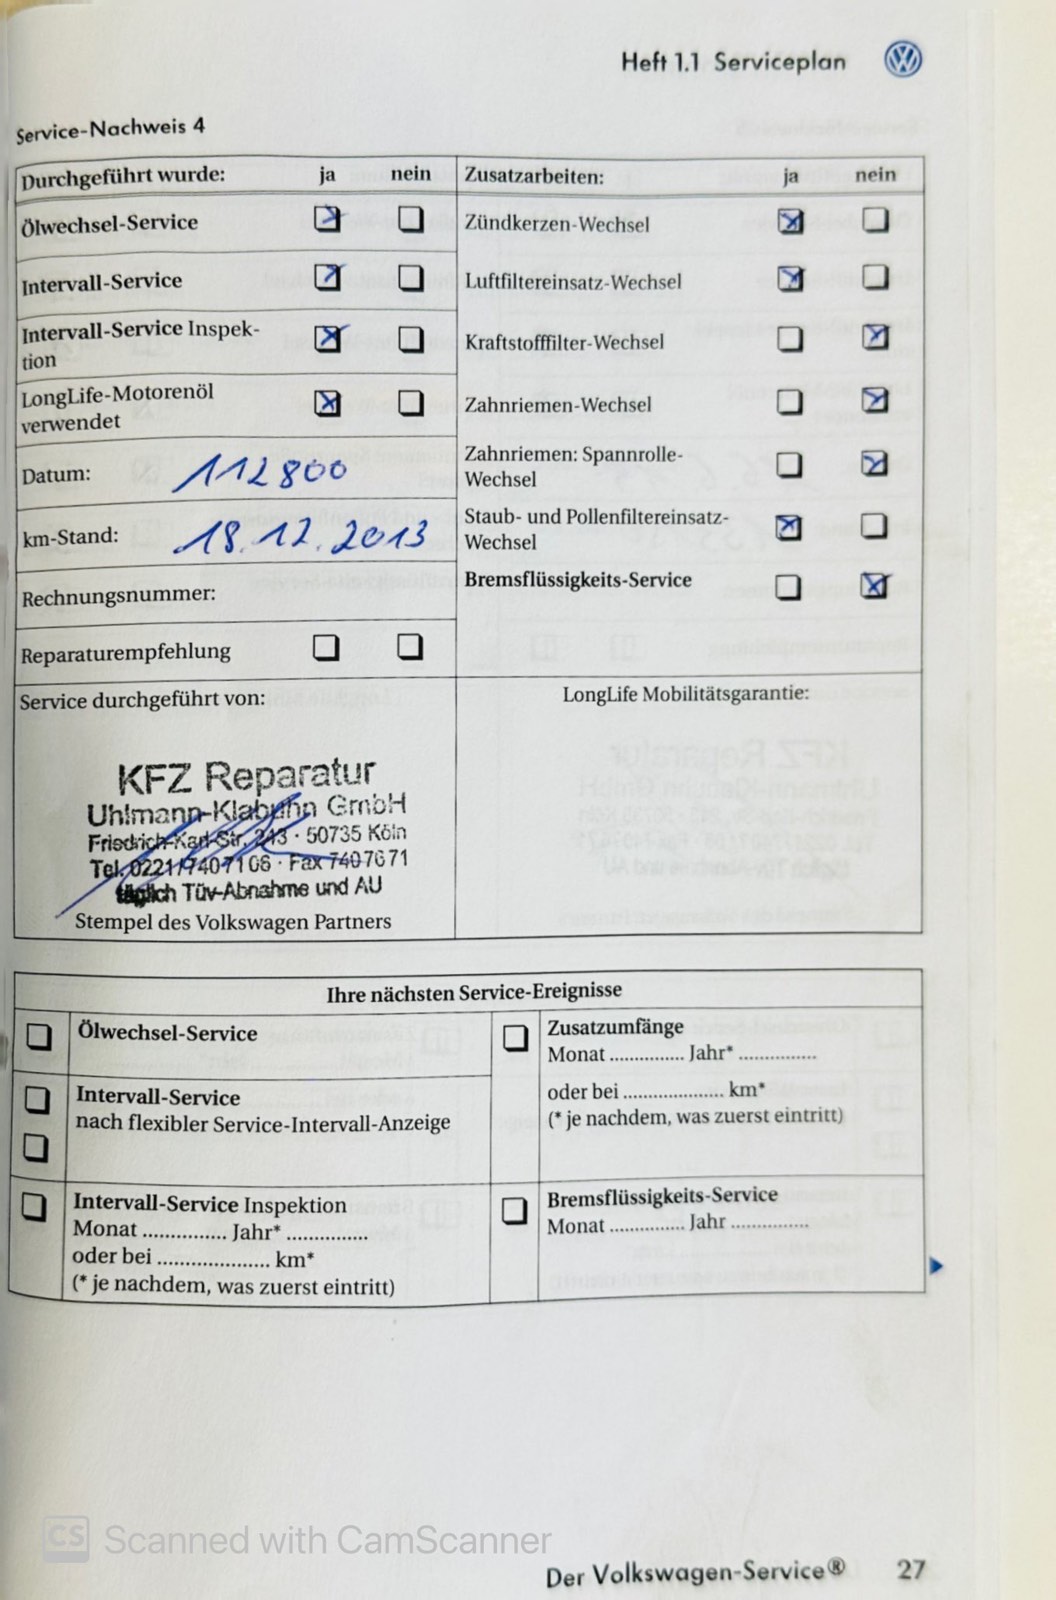 Heft 1.1 Serviceplan
Service-Nachweis 4
Durchgeführt wurde: ja nein
Ölwechsel-Service
Intervall-Service
Intervall-Service Inspek-
tion
LongLife-Motorenöl
verwendet
Datum: 112800
km-Stand: 18.12.2013
Rechnungsnummer:
Reparaturempfehlung
Zusatzarbeiten: ja nein
Zündkerzen-Wechsel
Luftfiltereinsatz-Wechsel
Kraftstofffilter-Wechsel
Zahnriemen-Wechsel
Zahnriemen: Spannrolle-
Wechsel
Staub- und Pollenfiltereinsatz-
Wechsel
Bremsflüssigkeits-Service
Service durchgeführt von:
KFZ Reparatur
Uhlmann-Klabuhn GmbH
Friedrich-Karl-Str. 243 · 50735 Köln
Tel. 0221/7407106 · Fax 7407671
täglich Tüv-Abnahme und AU
Stempel des Volkswagen Partners
LongLife Mobilitätsgarantie:
Ihre nächsten Service-Ereignisse
Ölwechsel-Service
Intervall-Service
nach flexibler Service-Intervall-Anzeige
Intervall-Service Inspektion
Monat .............. Jahr* ..............
oder bei .................... km*
(* je nachdem, was zuerst eintritt)
Zusatzumfänge
Monat .............. Jahr* ..............
oder bei .................... km*
(* je nachdem, was zuerst eintritt)
Bremsflüssigkeits-Service
Monat .............. Jahr ..............
CS Scanned with CamScanner
Der Volkswagen-Service® 27